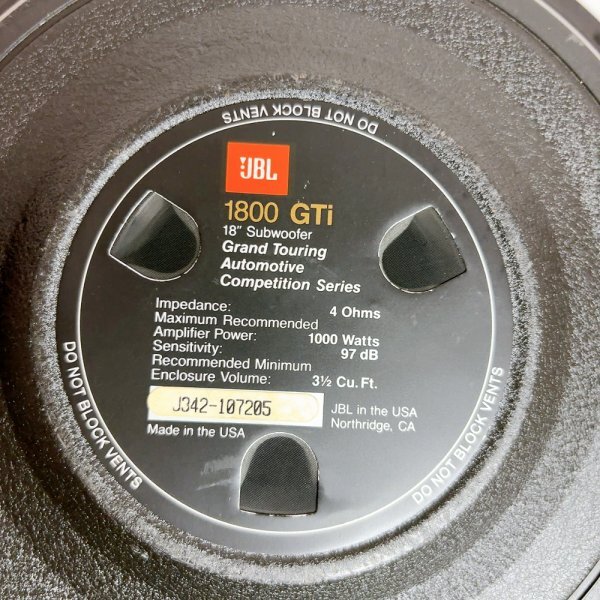 DO NOT BLOCK VENTS
JBL
1800 GTi
18" Subwoofer
Grand Touring
Automotive
Competition Series
Impedance: 4 Ohms
Maximum Recommended
Amplifier Power: 1000 Watts
Sensitivity: 97 dB
Recommended Minimum
Enclosure Volume: 3½ Cu. Ft.
J342-107205
JBL in the USA
Northridge, CA
Made in the USA
DO NOT BLOCK VENTS
DO NOT BLOCK VENTS